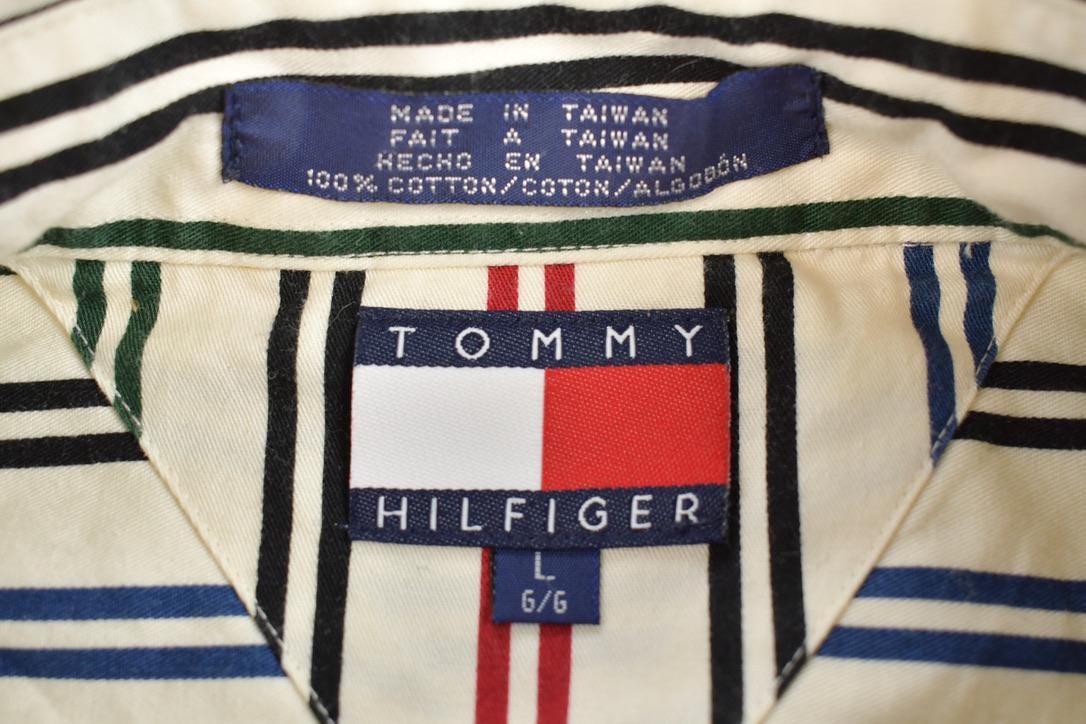 MADE IN TAIWAN
FAIT A TAIWAN
HECHO EN TAIWAN
100% COTTON/COTON/ALGODÓN
TOMMY
HILFIGER
L
G/G